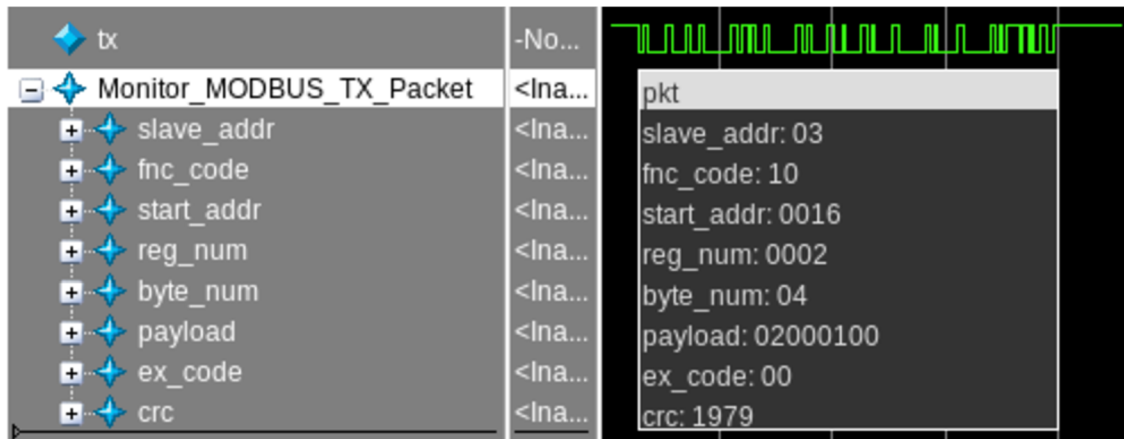 tx
-No...
Monitor_MODBUS_TX_Packet
<Ina...
pkt
slave_addr
<Ina...
slave_addr: 03
fnc_code
<Ina...
fnc_code: 10
start_addr
<Ina...
start_addr: 0016
reg_num
<Ina...
reg_num: 0002
byte_num
<Ina...
byte_num: 04
payload
<Ina...
payload: 02000100
ex_code
<Ina...
ex_code: 00
crc
<Ina...
crc: 1979